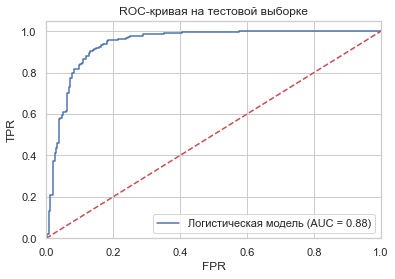 ROC-кривая на тестовой выборке
1.0
0.8
0.6
0.4
0.2
0.0
TPR
Логистическая модель (AUC = 0.88)
0.0 0.2 0.4 0.6 0.8 1.0
FPR